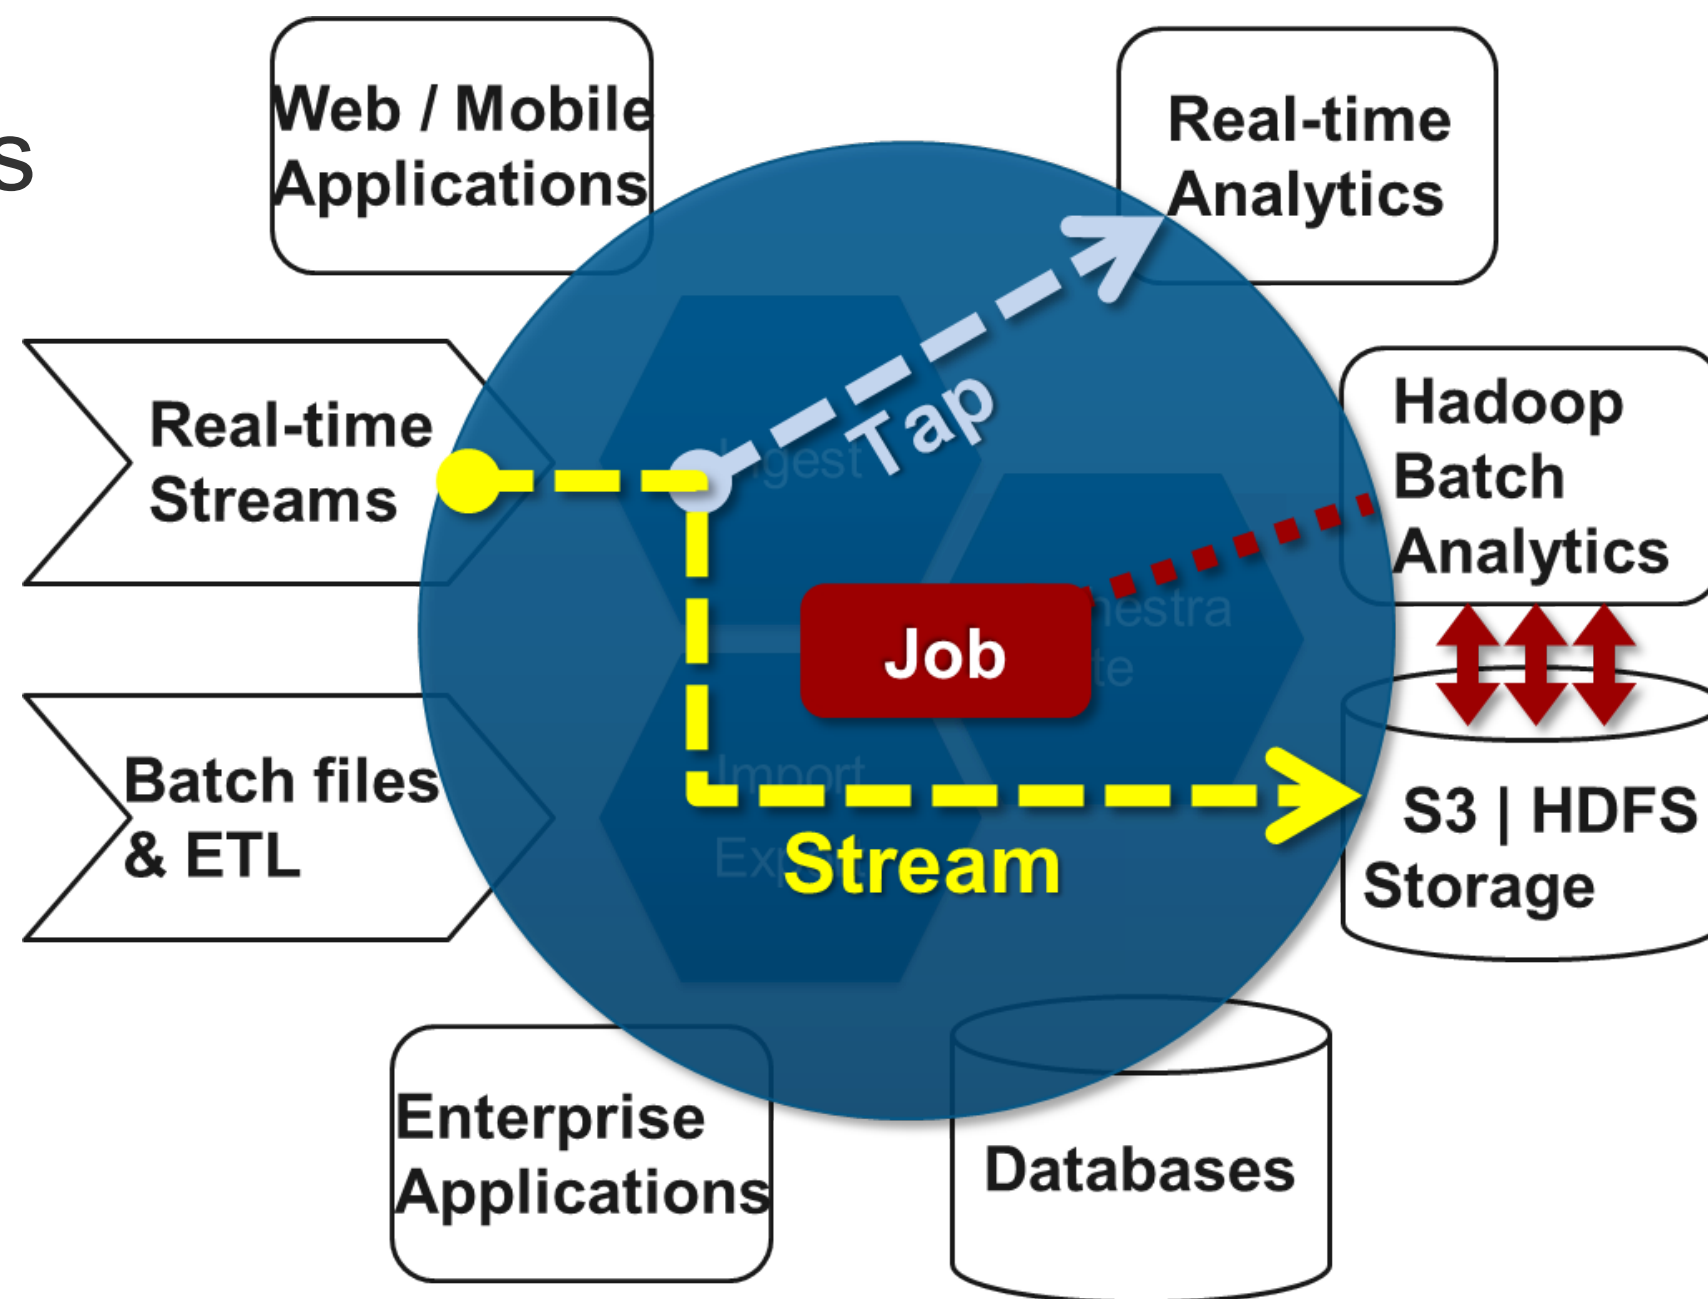 s
Web / Mobile
Applications
Real-time
Analytics
Real-time
Streams
Tap
Hadoop
Batch
Analytics
Job
Batch files
& ETL
Import
Stream
S3 | HDFS
Storage
Enterprise
Applications
Databases